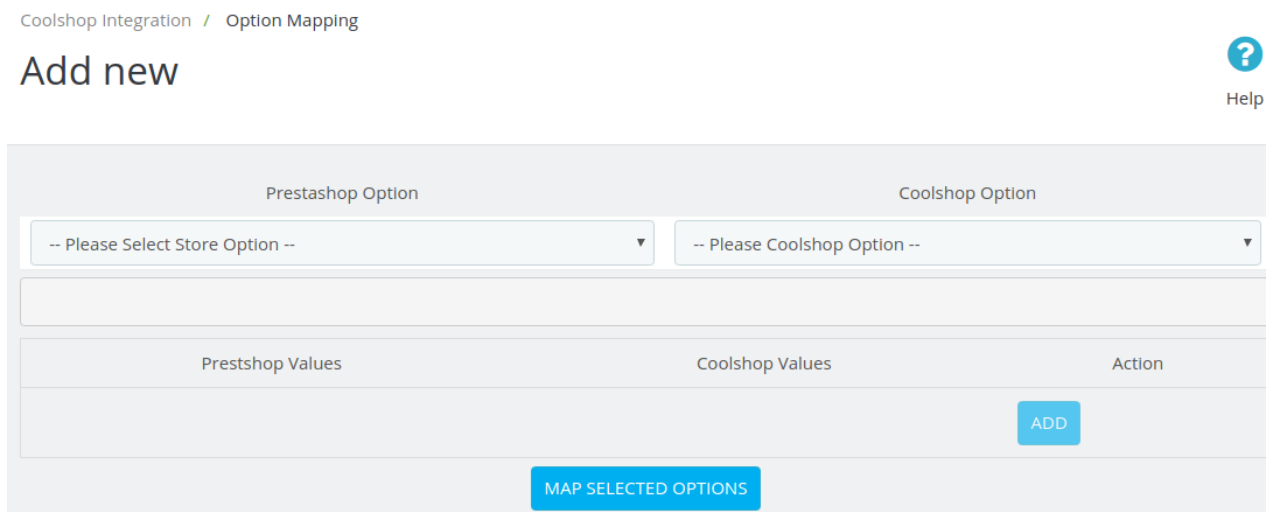 Coolshop Integration / Option Mapping
Add new
?
Help
Prestashop Option Coolshop Option
-- Please Select Store Option -- -- Please Coolshop Option --
Prestshop Values Coolshop Values Action
ADD
MAP SELECTED OPTIONS